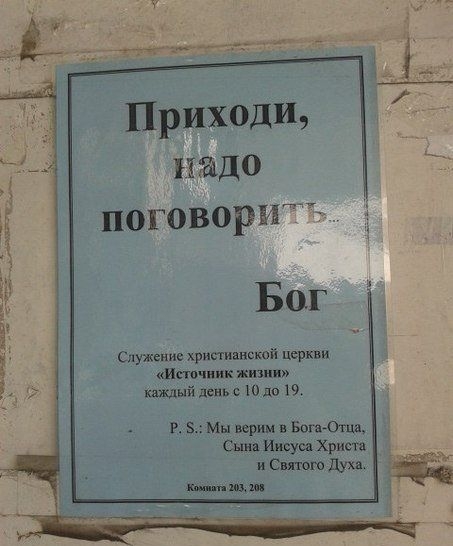 Приходи,
надо
поговорить...
Бог
Служение христианской церкви
«Источник жизни»
каждый день с 10 до 19.
P. S.: Мы верим в Бога-Отца,
Сына Иисуса Христа
и Святого Духа.
Комната 203, 208